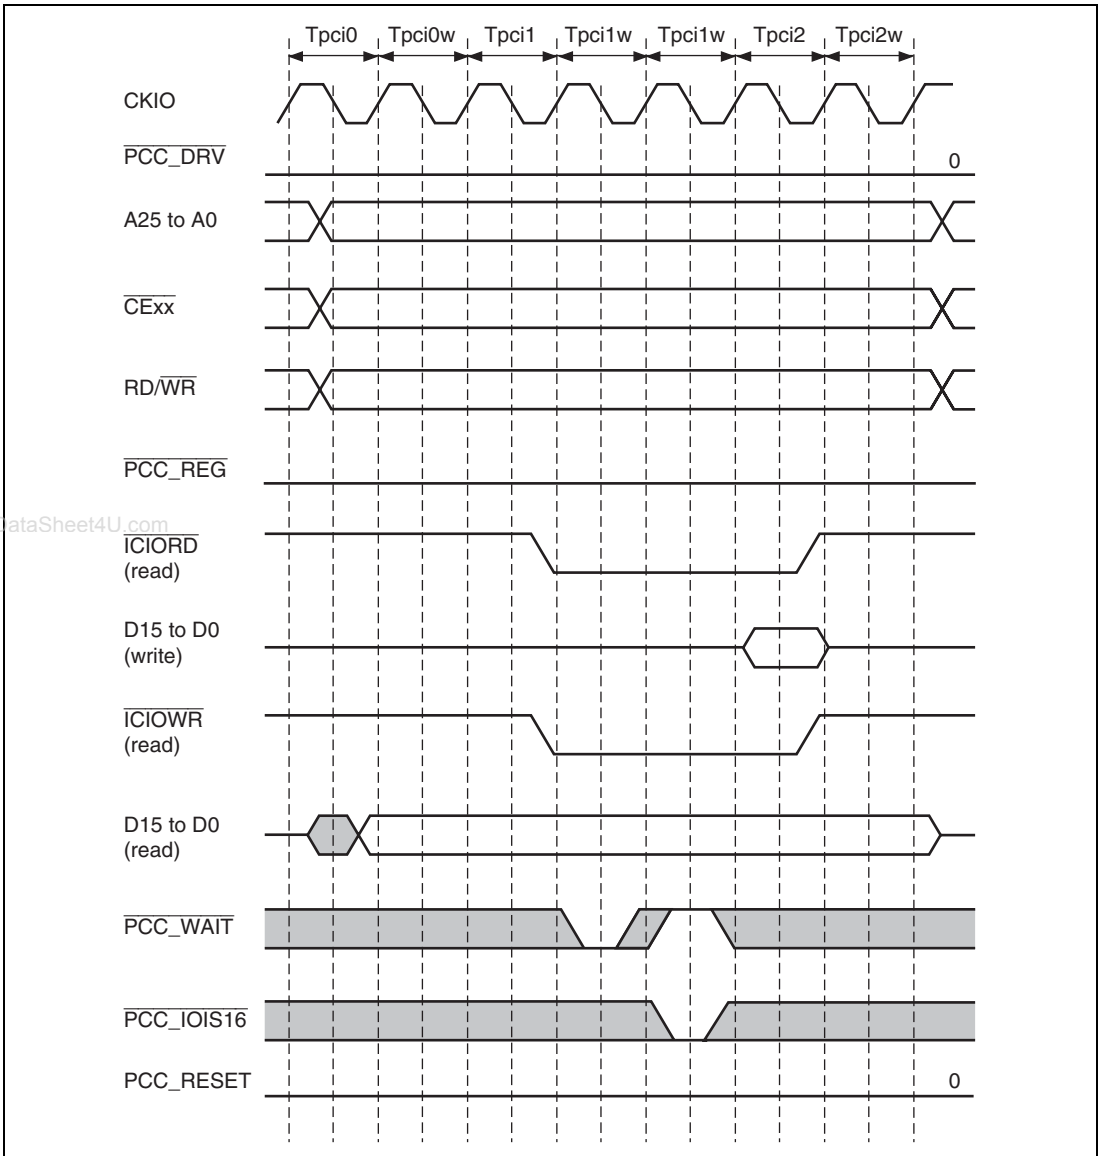 Tpci0 Tpci0w Tpci1 Tpci1w Tpci1w Tpci2 Tpci2w
CKIO
PCC_DRV 0
A25 to A0
CExx
RD/WR
PCC_REG
DataSheet4U.com
ICIORD
(read)
D15 to D0
(write)
ICIOWR
(read)
D15 to D0
(read)
PCC_WAIT
PCC_IOIS16
PCC_RESET 0